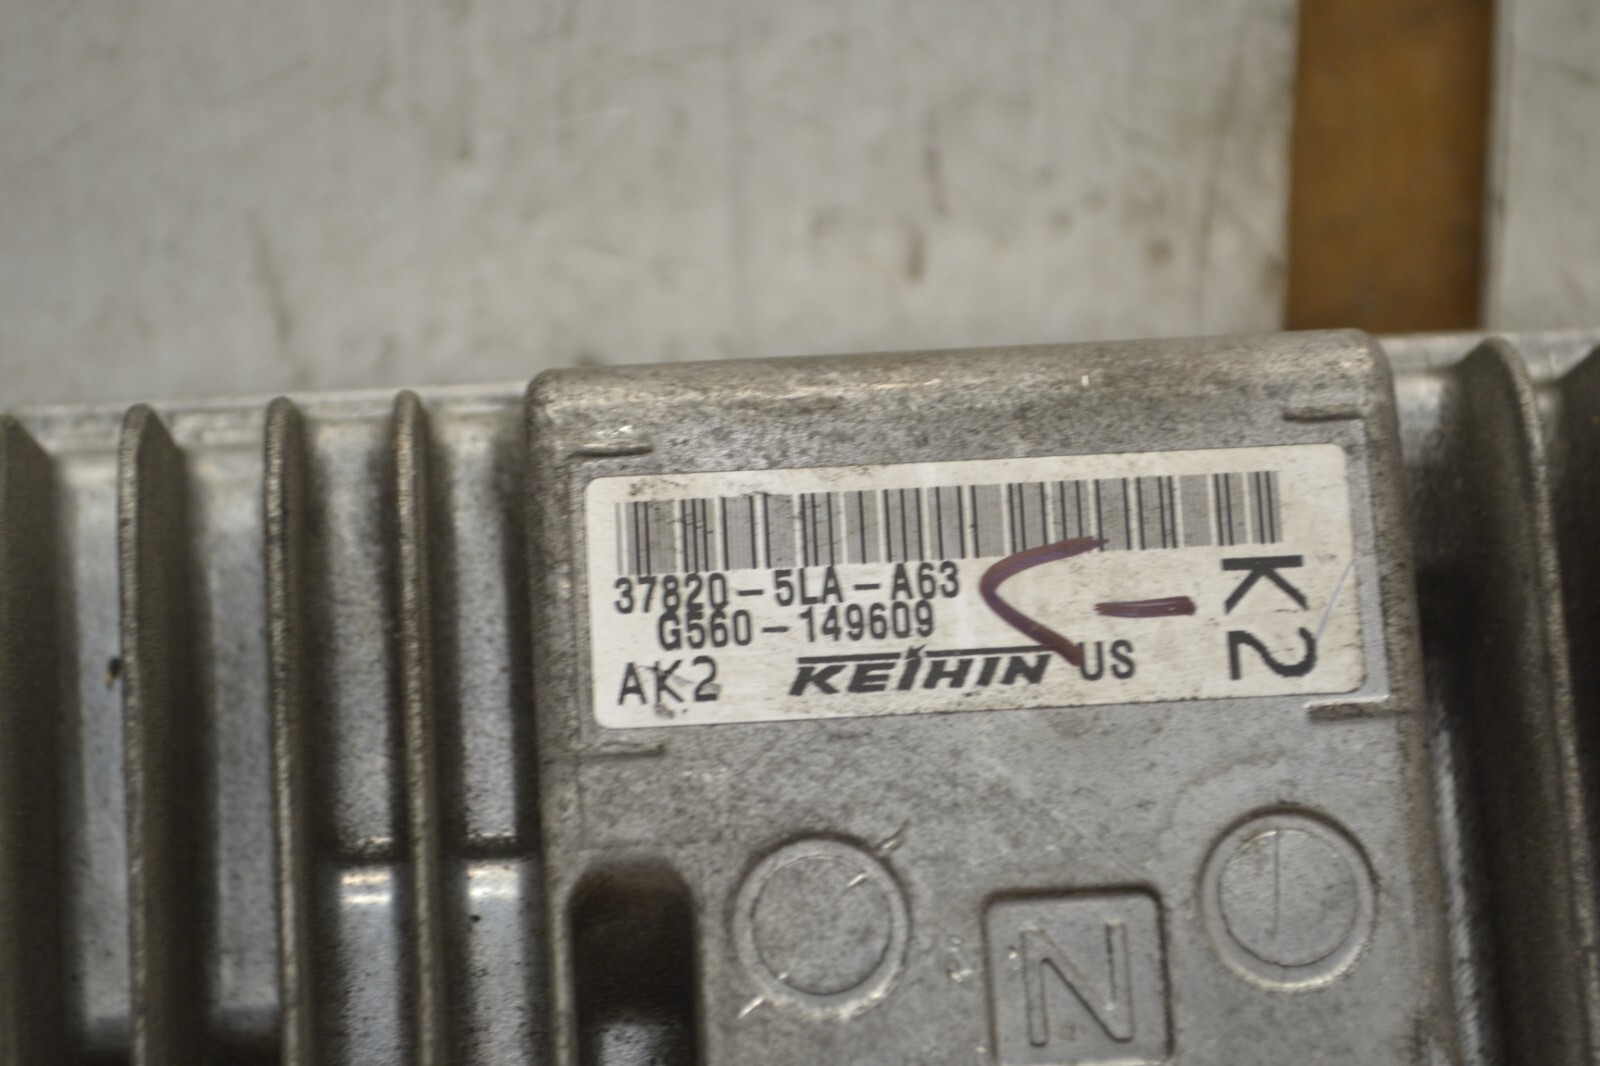 37820-5LA-A63
G560-149609
AK2 KEIHIN US
K2
N